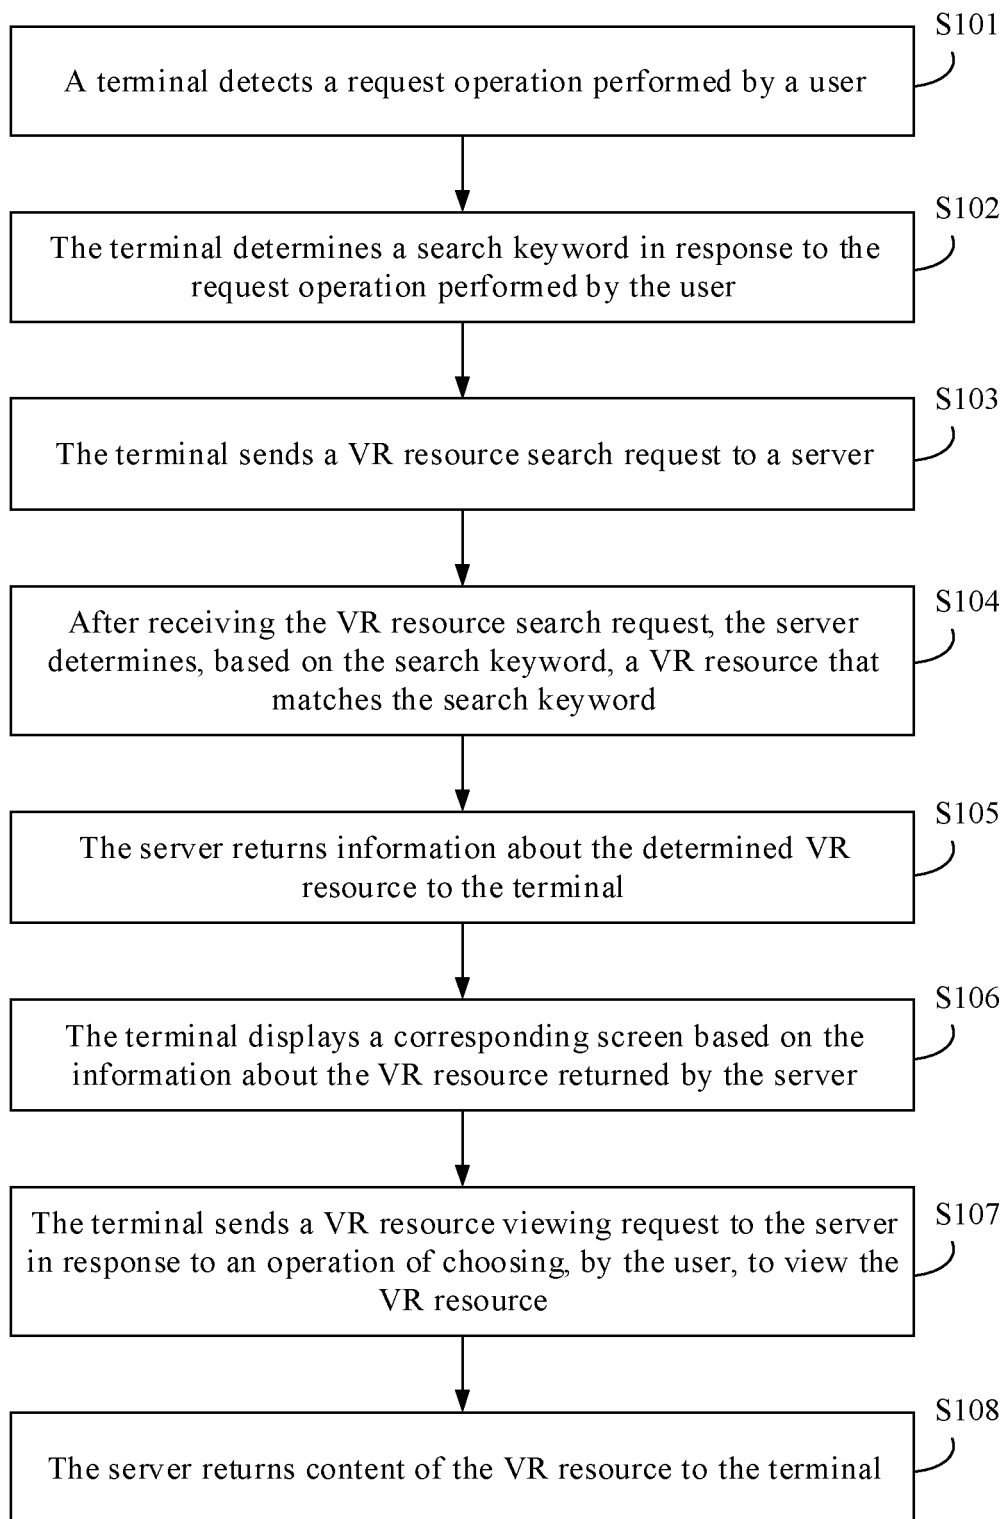 S101
A terminal detects a request operation performed by a user
S102
The terminal determines a search keyword in response to the
request operation performed by the user
S103
The terminal sends a VR resource search request to a server
S104
After receiving the VR resource search request, the server
determines, based on the search keyword, a VR resource that
matches the search keyword
S105
The server returns information about the determined VR
resource to the terminal
S106
The terminal displays a corresponding screen based on the
information about the VR resource returned by the server
S107
The terminal sends a VR resource viewing request to the server
in response to an operation of choosing, by the user, to view the
VR resource
S108
The server returns content of the VR resource to the terminal